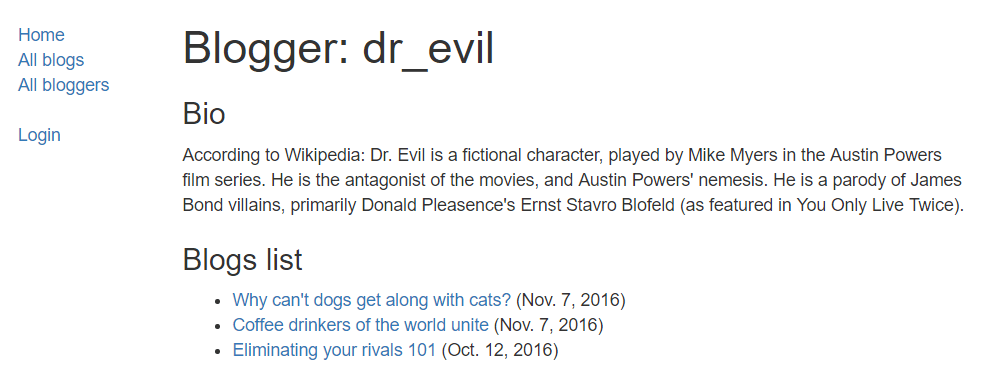 Home
All blogs
All bloggers
Login
Blogger: dr_evil
Bio
According to Wikipedia: Dr. Evil is a fictional character, played by Mike Myers in the Austin Powers
film series. He is the antagonist of the movies, and Austin Powers' nemesis. He is a parody of James
Bond villains, primarily Donald Pleasence's Ernst Stavro Blofeld (as featured in You Only Live Twice).
Blogs list
• Why can't dogs get along with cats? (Nov. 7, 2016)
• Coffee drinkers of the world unite (Nov. 7, 2016)
• Eliminating your rivals 101 (Oct. 12, 2016)